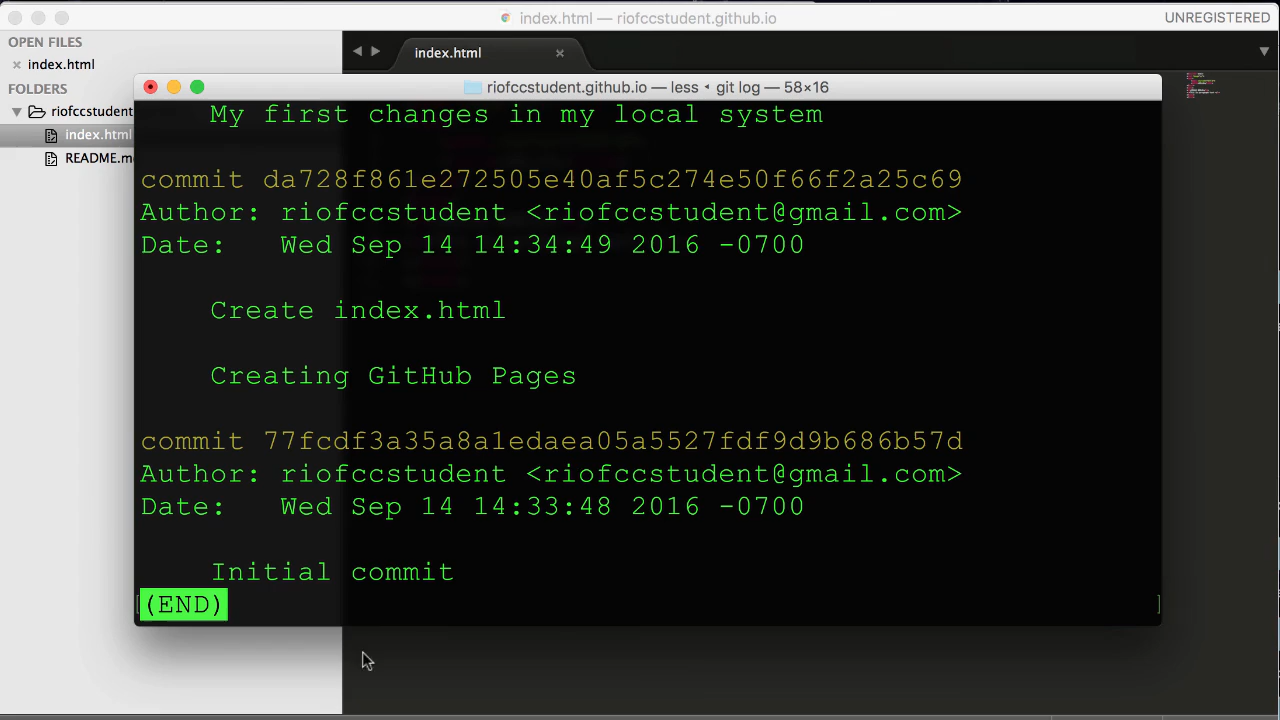 index.html — riofccstudent.github.io
UNREGISTERED
OPEN FILES
index.html
FOLDERS
riofccstudent
index.html
README.m
index.html
riofccstudent.github.io — less ◂ git log — 58×16
My first changes in my local system
commit da728f861e272505e40af5c274e50f66f2a25c69
Author: riofccstudent <riofccstudent@gmail.com>
Date:   Wed Sep 14 14:34:49 2016 -0700
Create index.html
Creating GitHub Pages
commit 77fcdf3a35a8a1edaea05a5527fdf9d9b686b57d
Author: riofccstudent <riofccstudent@gmail.com>
Date:   Wed Sep 14 14:33:48 2016 -0700
Initial commit
(END)